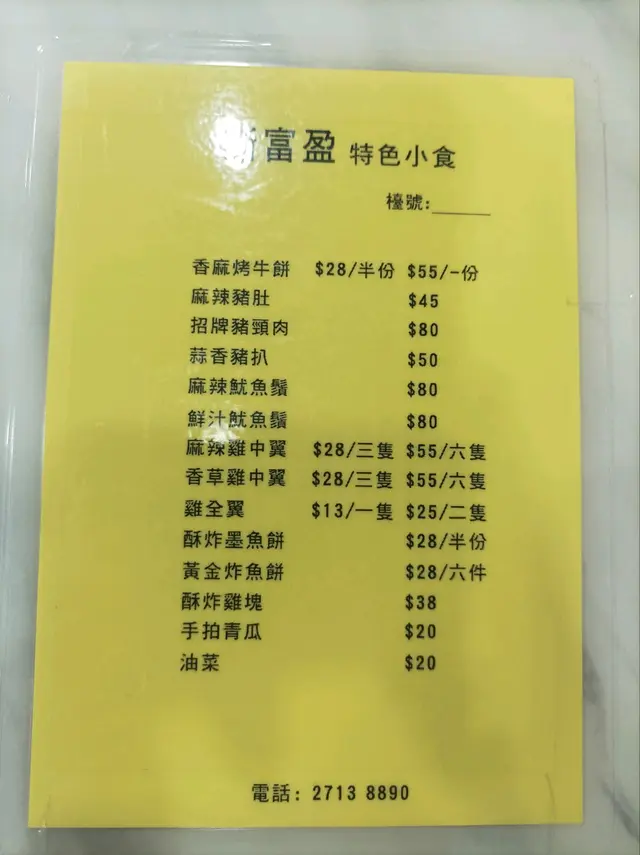 富盈 特色小食
檯號:______
香麻烤牛餅 $28/半份 $55/-份
麻辣豬肚 $45
招牌豬頸肉 $80
蒜香豬扒 $50
麻辣魷魚鬚 $80
鮮汁魷魚鬚 $80
麻辣雞中翼 $28/三隻 $55/六隻
香草雞中翼 $28/三隻 $55/六隻
雞全翼 $13/一隻 $25/二隻
酥炸墨魚餅 $28/半份
黃金炸魚餅 $28/六件
酥炸雞塊 $38
手拍青瓜 $20
油菜 $20
電話: 2713 8890